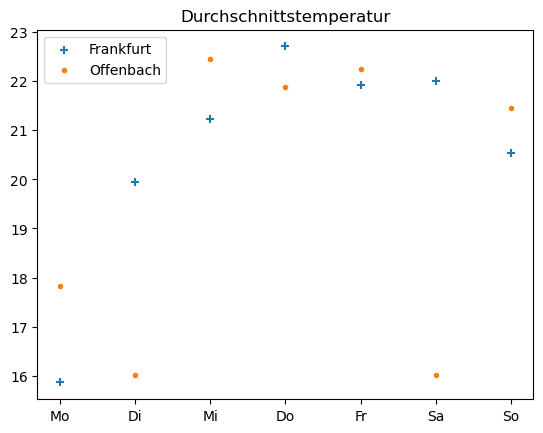 Durchschnittstemperatur
Frankfurt
Offenbach
23
22
21
20
19
18
17
16
Mo Di Mi Do Fr Sa So